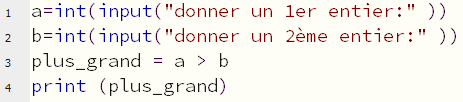 1 a=int(input("donner un 1er entier:" ))
2 b=int(input("donner un 2ème entier:" ))
3 plus_grand = a > b
4 print (plus_grand)